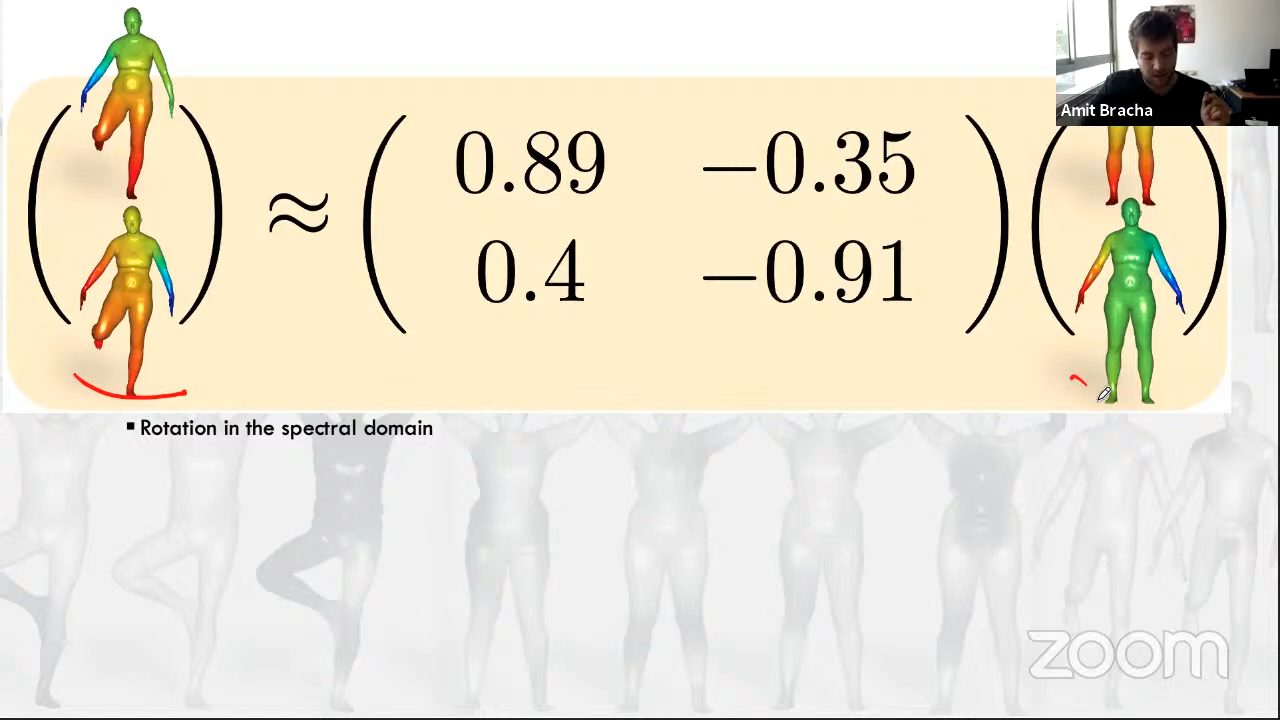 Amit Bracha
≈ 0.89 −0.35
0.4 −0.91
▪ Rotation in the spectral domain
zoom